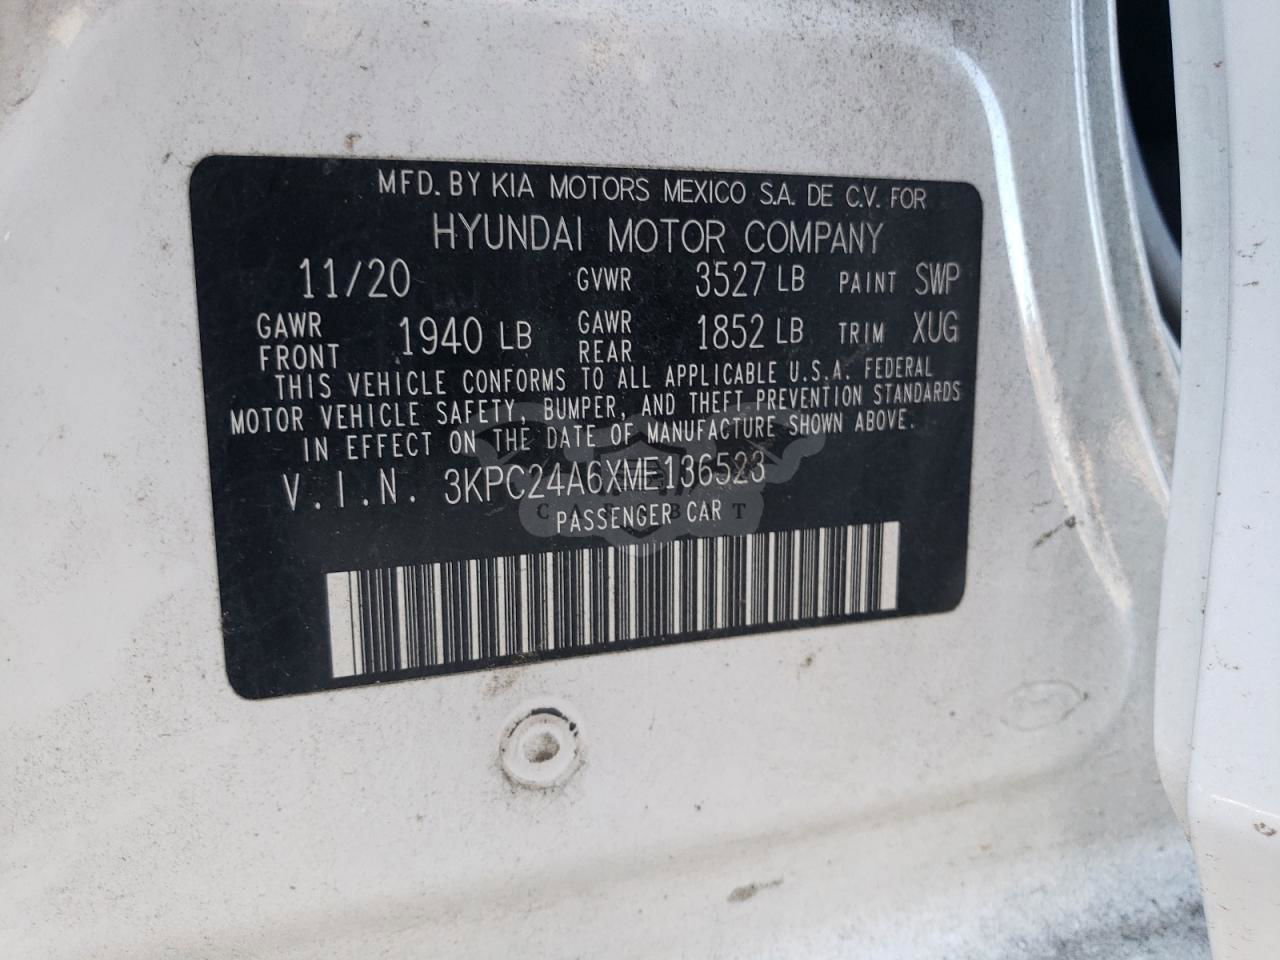 MFD. BY KIA MOTORS MEXICO S.A. DE C.V. FOR
HYUNDAI MOTOR COMPANY
11/20 GVWR 3527 LB PAINT SWP
GAWR FRONT 1940 LB GAWR REAR 1852 LB TRIM XUG
THIS VEHICLE CONFORMS TO ALL APPLICABLE U.S.A. FEDERAL
MOTOR VEHICLE SAFETY, BUMPER, AND THEFT PREVENTION STANDARDS
IN EFFECT ON THE DATE OF MANUFACTURE SHOWN ABOVE.
V.I.N. 3KPC24A6XME136523
PASSENGER CAR